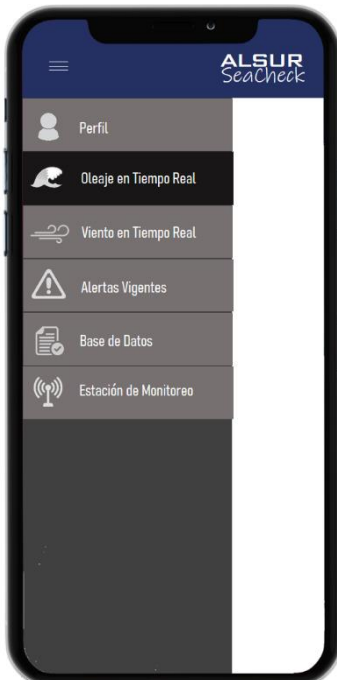 ALSUR
SeaCheck
Perfil
Oleaje en Tiempo Real
Viento en Tiempo Real
Alertas Vigentes
Base de Datos
Estación de Monitoreo